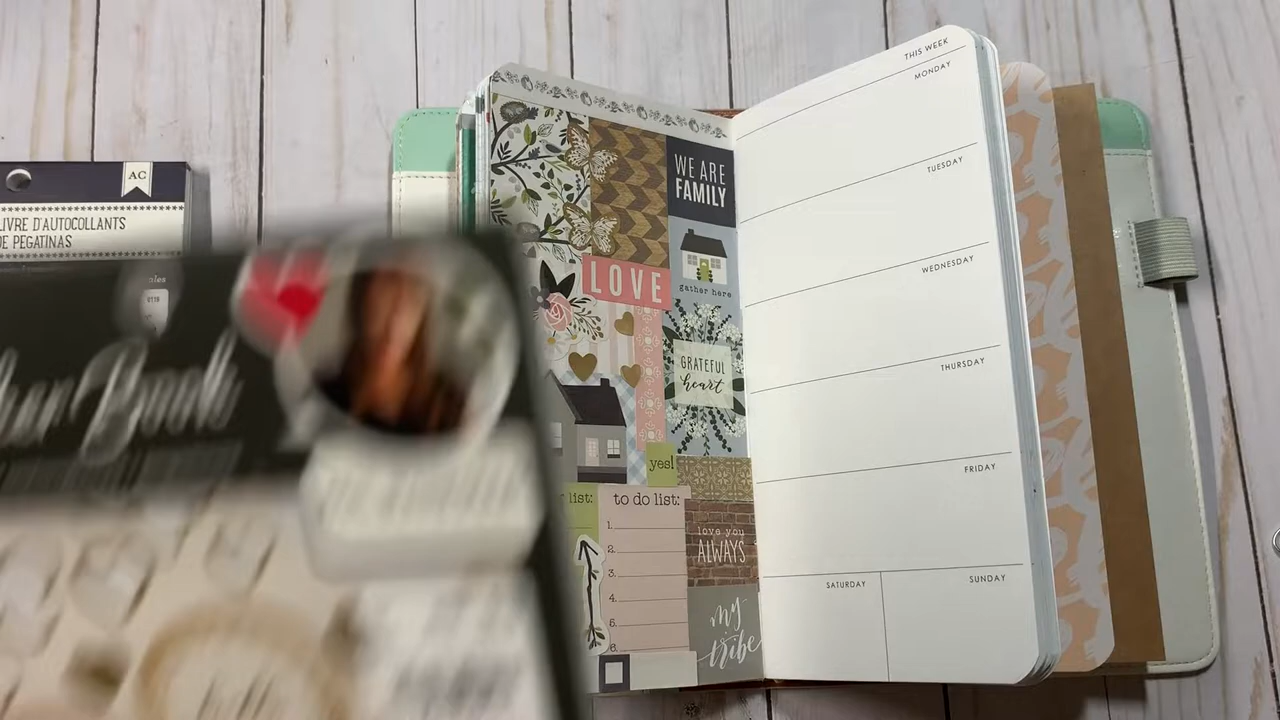 AC
LIVRE D'AUTOCOLLANTS
DE PEGATINAS
WE ARE
FAMILY
LOVE
gather here
GRATEFUL
heart
yes!
list:
to do list:
1.
2.
3.
4.
5.
6.
love you
ALWAYS
my
tribe
THIS WEEK
MONDAY
TUESDAY
WEDNESDAY
THURSDAY
FRIDAY
SATURDAY
SUNDAY